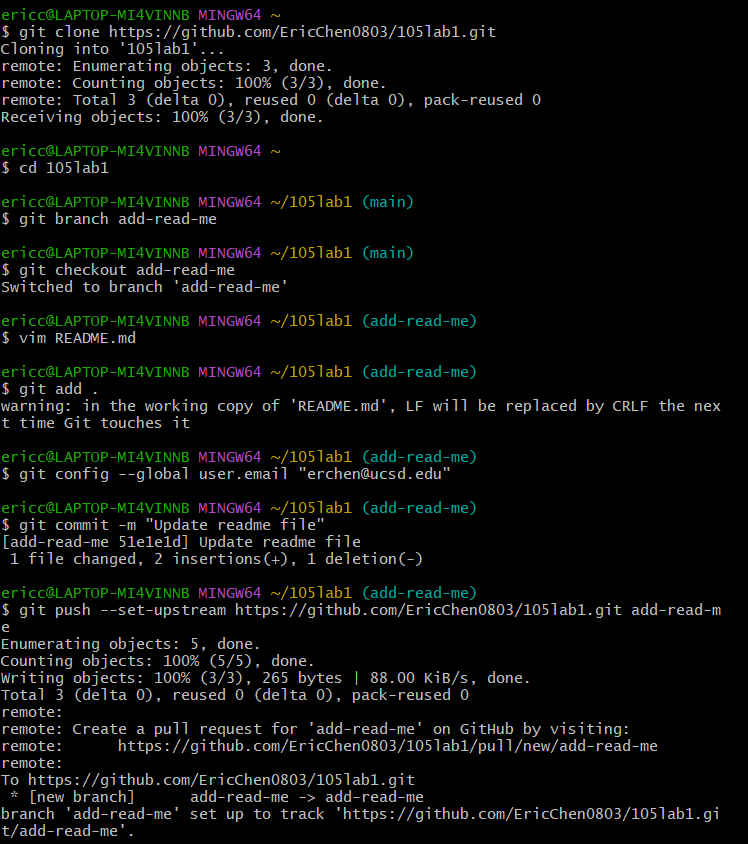 ericc@LAPTOP-MI4VINNB MINGW64 ~
$ git clone https://github.com/EricChen0803/105lab1.git
Cloning into '105lab1'...
remote: Enumerating objects: 3, done.
remote: Counting objects: 100% (3/3), done.
remote: Total 3 (delta 0), reused 0 (delta 0), pack-reused 0
Receiving objects: 100% (3/3), done.
ericc@LAPTOP-MI4VINNB MINGW64 ~
$ cd 105lab1
ericc@LAPTOP-MI4VINNB MINGW64 ~/105lab1 (main)
$ git branch add-read-me
ericc@LAPTOP-MI4VINNB MINGW64 ~/105lab1 (main)
$ git checkout add-read-me
Switched to branch 'add-read-me'
ericc@LAPTOP-MI4VINNB MINGW64 ~/105lab1 (add-read-me)
$ vim README.md
ericc@LAPTOP-MI4VINNB MINGW64 ~/105lab1 (add-read-me)
$ git add .
warning: in the working copy of 'README.md', LF will be replaced by CRLF the nex
t time Git touches it
ericc@LAPTOP-MI4VINNB MINGW64 ~/105lab1 (add-read-me)
$ git config --global user.email "erchen@ucsd.edu"
ericc@LAPTOP-MI4VINNB MINGW64 ~/105lab1 (add-read-me)
$ git commit -m "Update readme file"
[add-read-me 51e1e1d] Update readme file
 1 file changed, 2 insertions(+), 1 deletion(-)
ericc@LAPTOP-MI4VINNB MINGW64 ~/105lab1 (add-read-me)
$ git push --set-upstream https://github.com/EricChen0803/105lab1.git add-read-m
e
Enumerating objects: 5, done.
Counting objects: 100% (5/5), done.
Writing objects: 100% (3/3), 265 bytes | 88.00 KiB/s, done.
Total 3 (delta 0), reused 0 (delta 0), pack-reused 0
remote:
remote: Create a pull request for 'add-read-me' on GitHub by visiting:
remote:      https://github.com/EricChen0803/105lab1/pull/new/add-read-me
remote:
To https://github.com/EricChen0803/105lab1.git
 * [new branch]      add-read-me -> add-read-me
branch 'add-read-me' set up to track 'https://github.com/EricChen0803/105lab1.gi
t/add-read-me'.